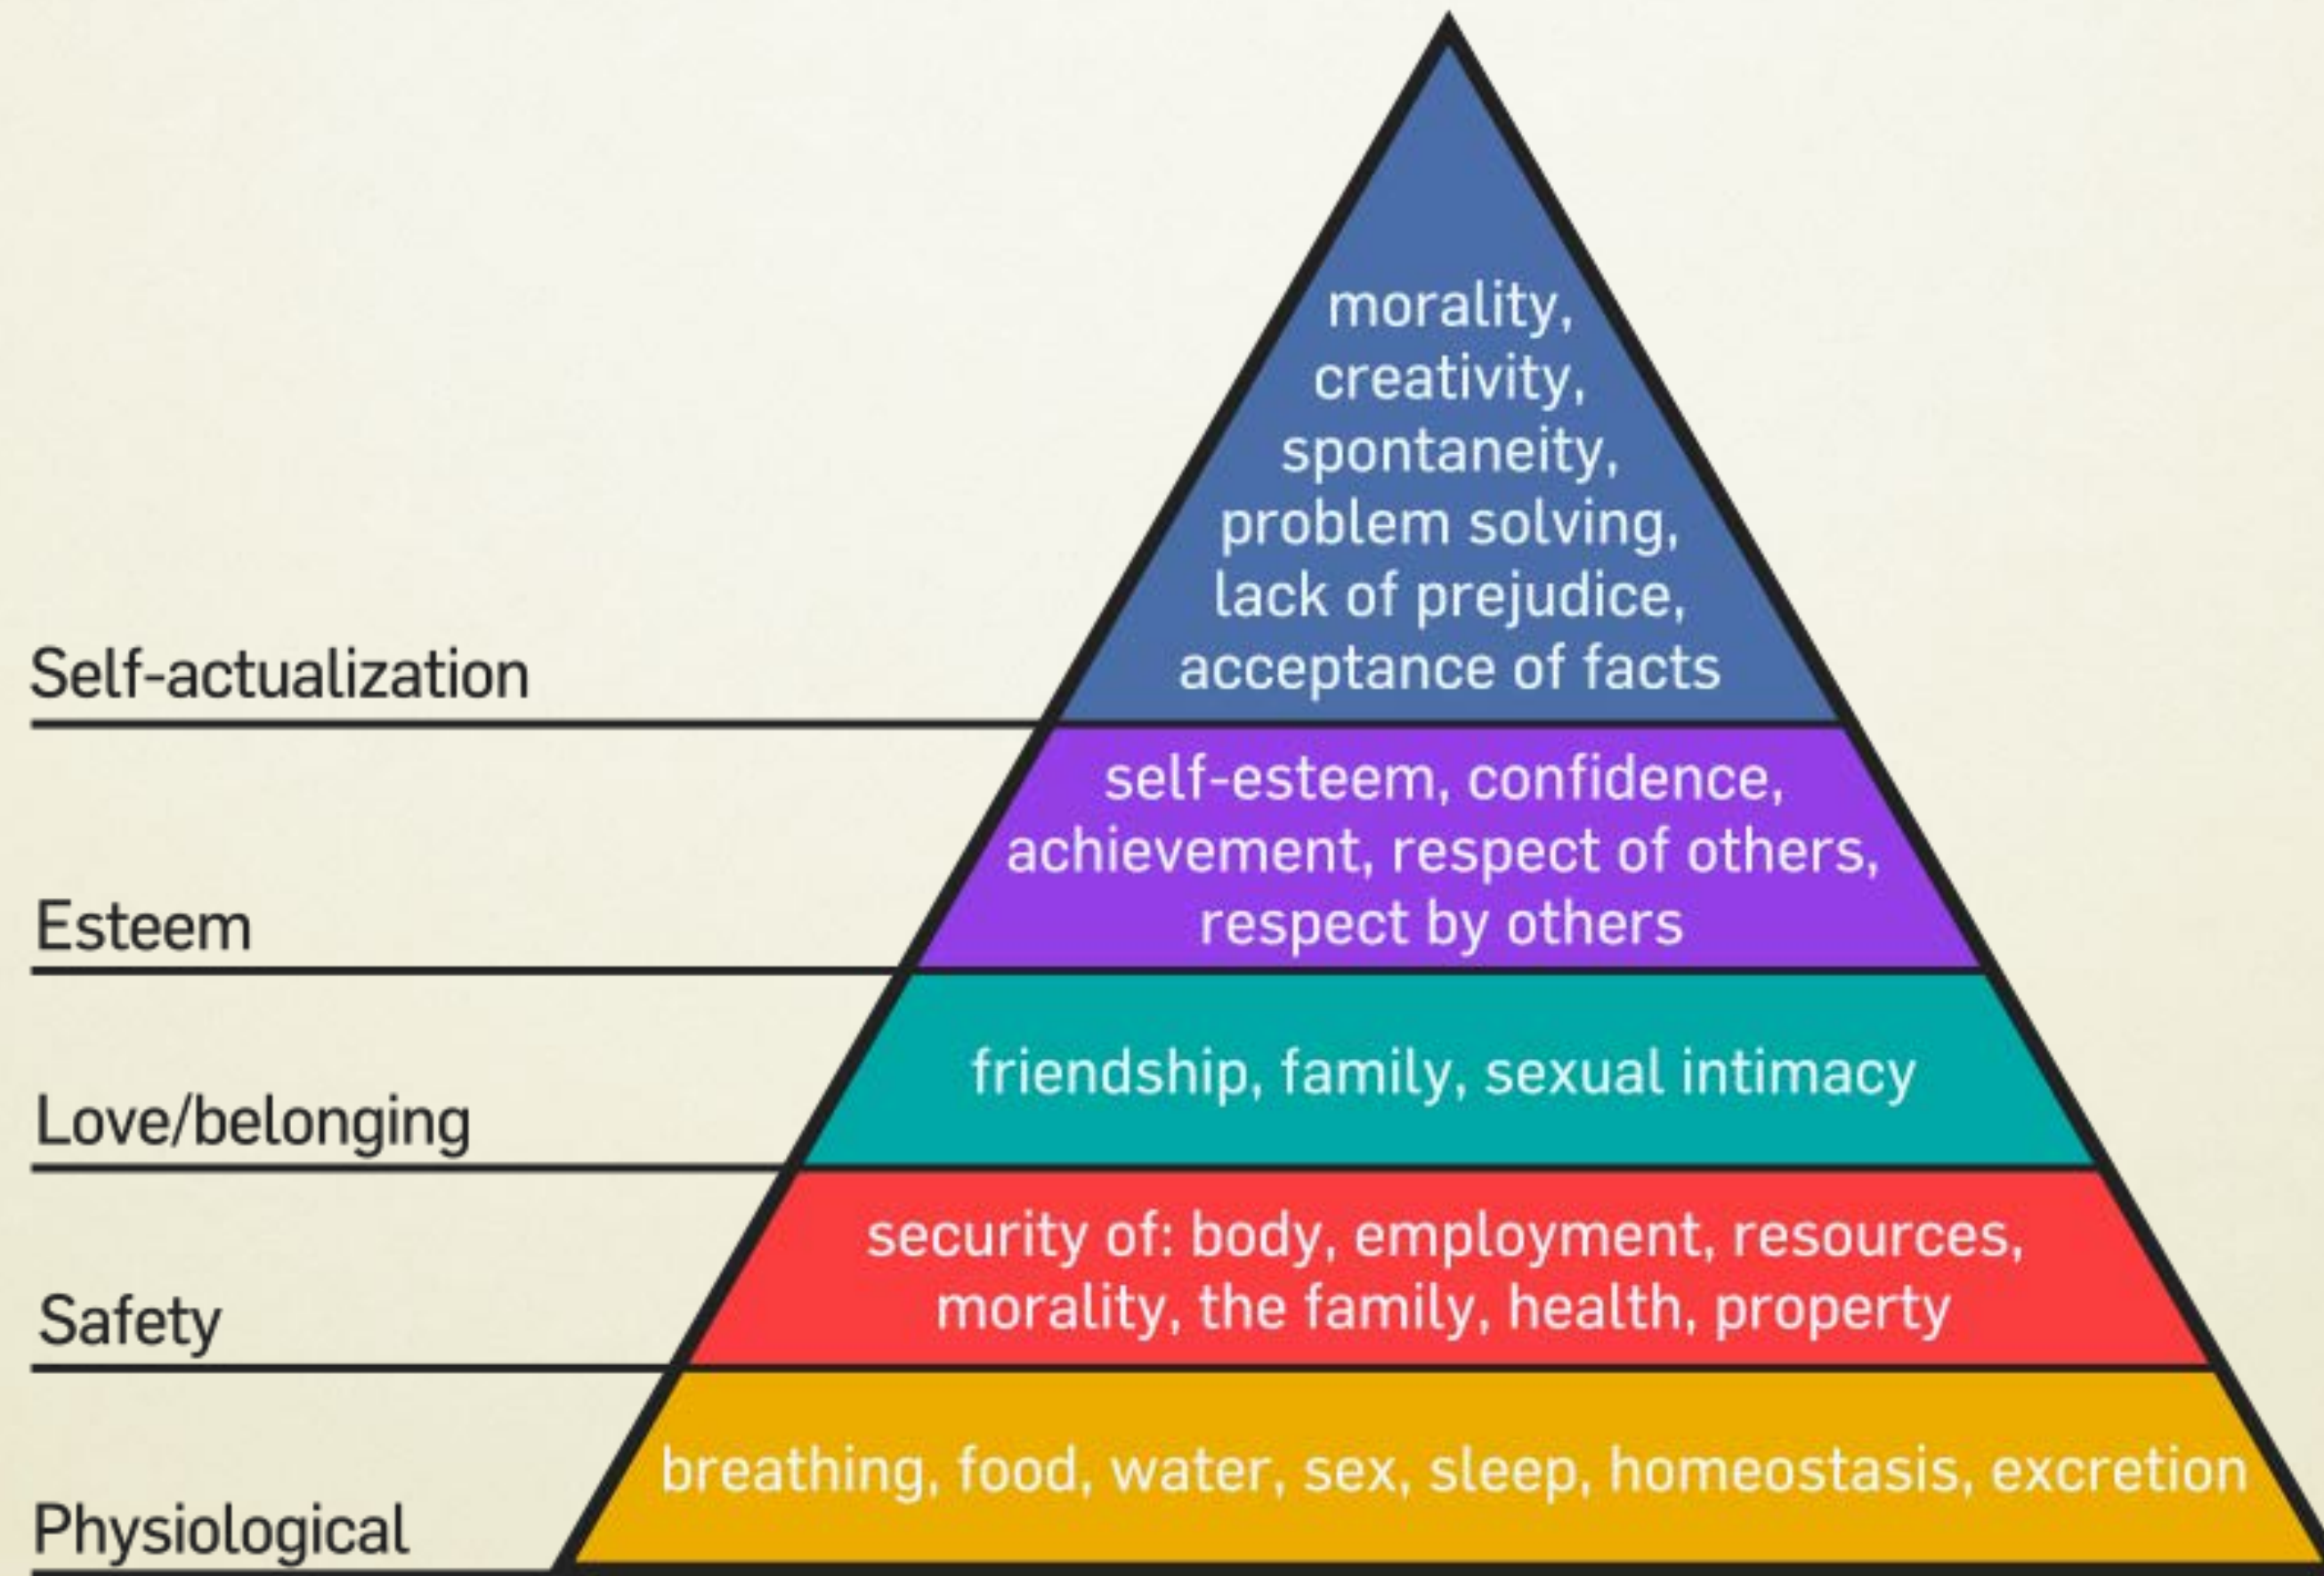 morality,
creativity,
spontaneity,
problem solving,
lack of prejudice,
acceptance of facts
Self-actualization
self-esteem, confidence,
achievement, respect of others,
respect by others
Esteem
friendship, family, sexual intimacy
Love/belonging
security of: body, employment, resources,
morality, the family, health, property
Safety
breathing, food, water, sex, sleep, homeostasis, excretion
Physiological